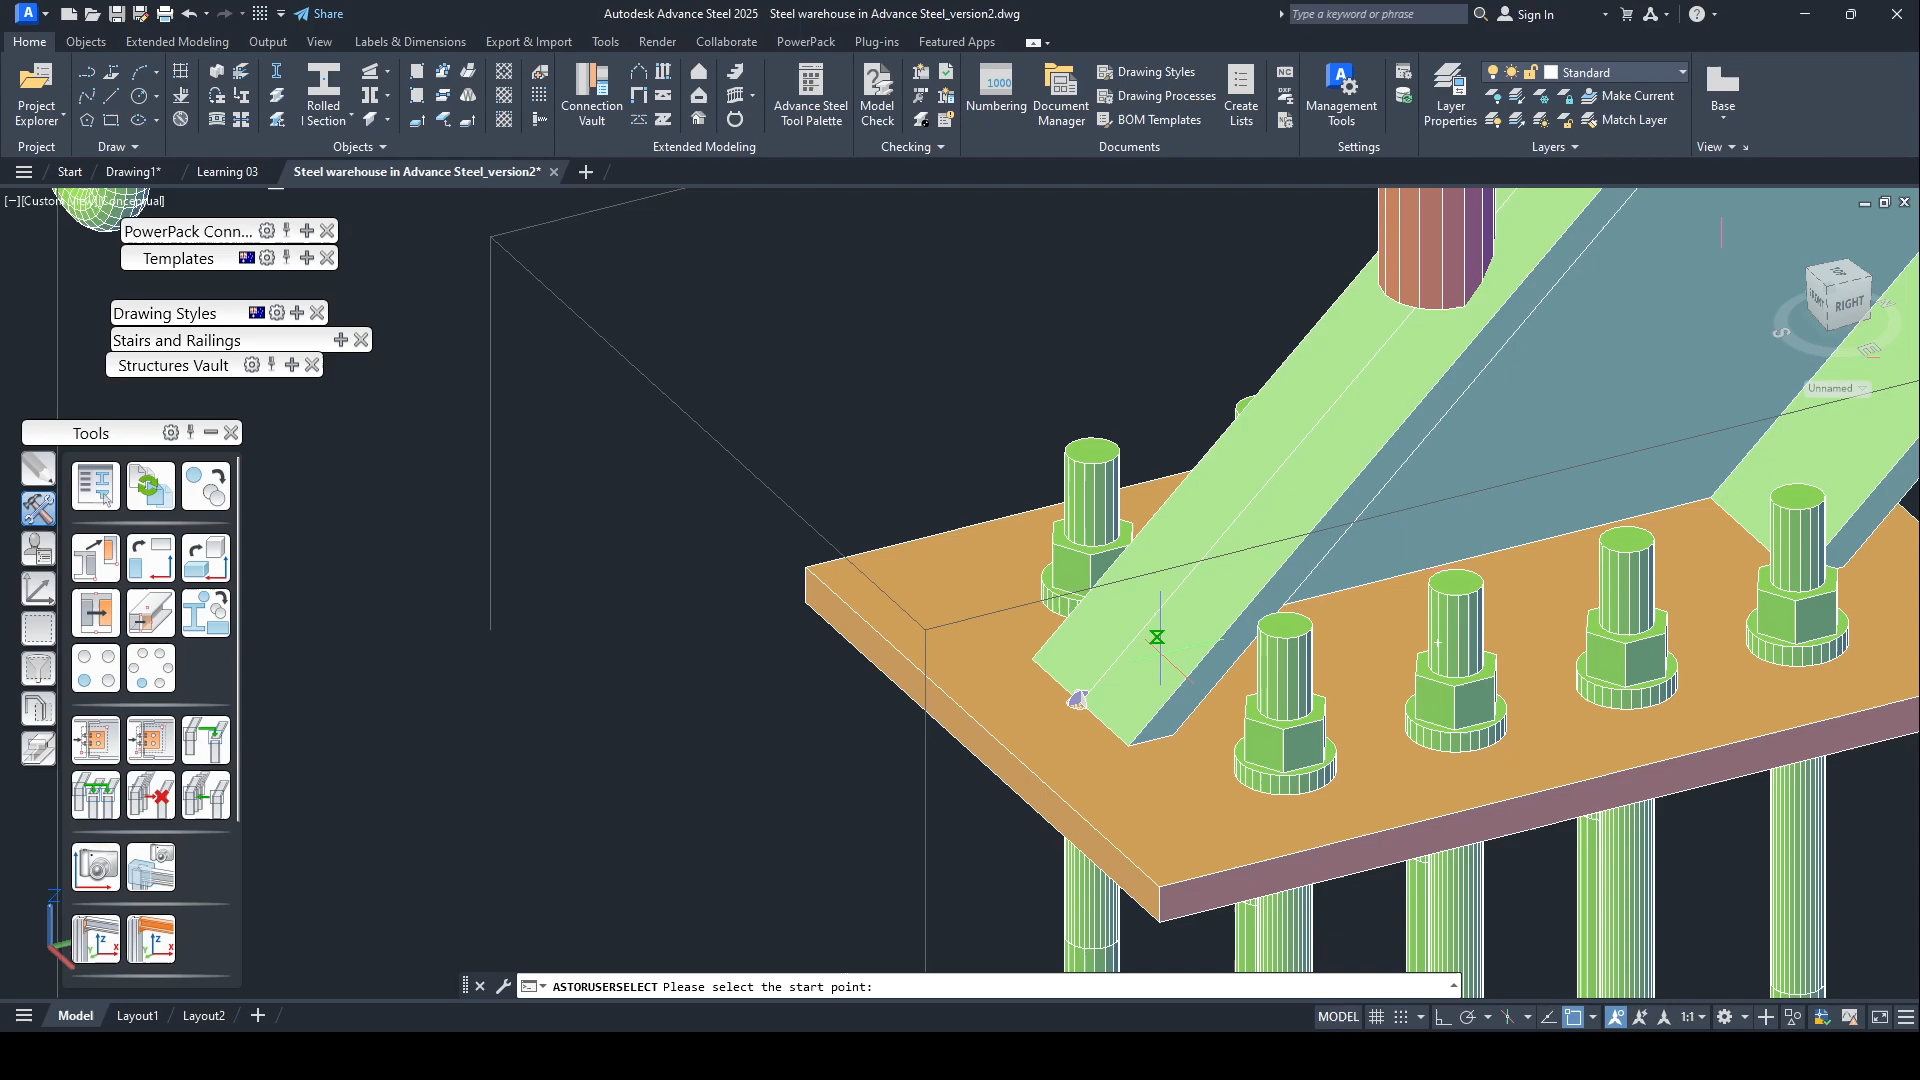 Share
Autodesk Advance Steel 2025 Steel warehouse in Advance Steel_version2.dwg
Type a keyword or phrase
Sign In
Home Objects Extended Modeling Output View Labels & Dimensions Export & Import Tools Render Collaborate PowerPack Plug-ins Featured Apps
Project Explorer
Rolled I Section
Connection Vault
Advance Steel Tool Palette
Model Check
1000
Numbering
Document Manager
Drawing Styles
Drawing Processes
BOM Templates
Create Lists
NC
DXF
Management Tools
Layer Properties
Standard
Make Current
Match Layer
Base
Project Draw Objects Extended Modeling Checking Documents Settings Layers View
Start Drawing1* Learning 03 Steel warehouse in Advance Steel_version2*
PowerPack Conn...
Templates
Drawing Styles
Stairs and Railings
Structures Vault
Tools
TOP
RIGHT
S
Unnamed
Z
ASTORUSERSELECT Please select the start point:
Model Layout1 Layout2
MODEL
1:1